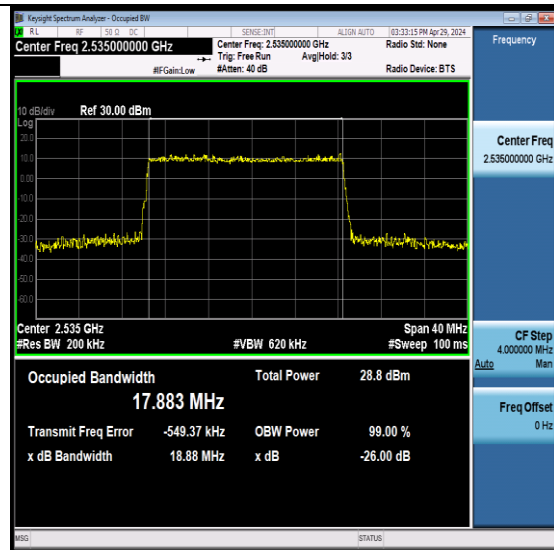 Keysight Spectrum Analyzer - Occupied BW
RL RF 50 Ω DC SENSE:INT ALIGN AUTO 03:33:15 PM Apr 29, 2024
Center Freq 2.535000000 GHz
Center Freq: 2.535000000 GHz Radio Std: None
Trig: Free Run Avg|Hold: 3/3
#IFGain:Low #Atten: 40 dB Radio Device: BTS
Frequency
10 dB/div Ref 30.00 dBm
Log
20.0
10.0
0.00
-10.0
-20.0
-30.0
-40.0
-50.0
-60.0
Center Freq
2.535000000 GHz
Center 2.535 GHz Span 40 MHz
#Res BW 200 kHz #VBW 620 kHz #Sweep 100 ms
CF Step
4.000000 MHz
Auto Man
Freq Offset
0 Hz
Occupied Bandwidth Total Power 28.8 dBm
17.883 MHz
Transmit Freq Error -549.37 kHz OBW Power 99.00 %
x dB Bandwidth 18.88 MHz x dB -26.00 dB
MSG STATUS